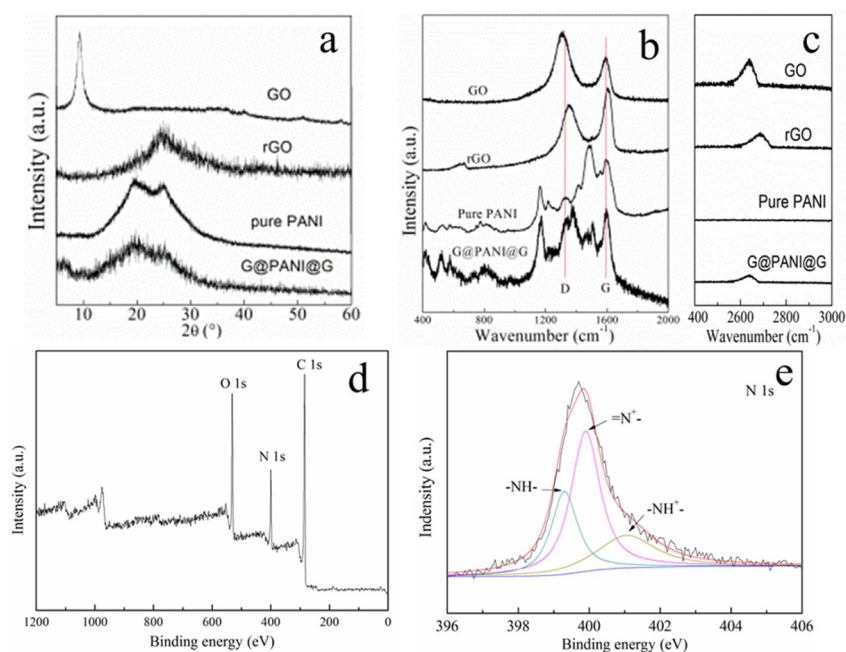 a
GO
rGO
pure PANI
G@PANI@G
Intensity (a.u.)
10 20 30 40 50 60
2θ (°)
b
GO
rGO
Pure PANI
G@PANI@G
D G
Intensity (a.u.)
400 800 1200 1600 2000
Wavenumber (cm-1)
c
GO
rGO
Pure PANI
G@PANI@G
400 2600 2800 3000
Wavenumber (cm-1)
d
C 1s
O 1s
N 1s
Intensity (a.u.)
1200 1000 800 600 400 200 0
Binding energy (eV)
e
N 1s
=N+-
-NH-
-NH+-
Indensity (a.u.)
396 398 400 402 404 406
Binding energy (eV)